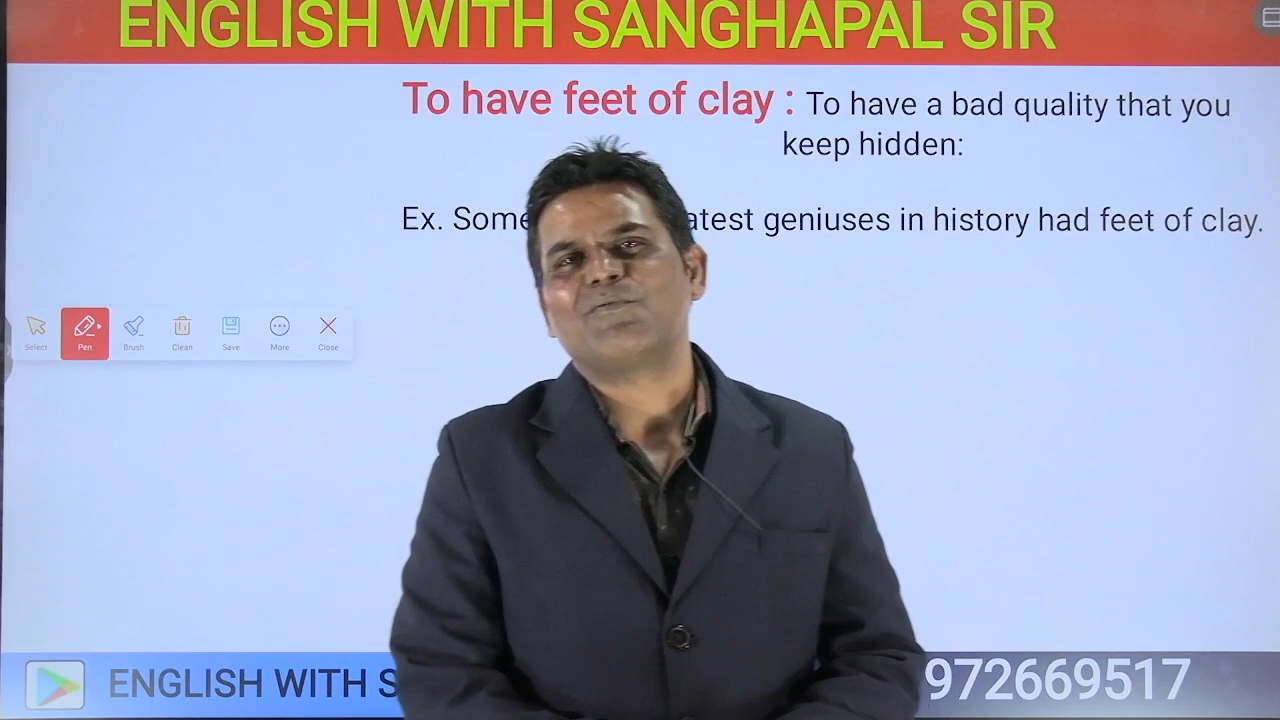 ENGLISH WITH SANGHAPAL SIR
To have feet of clay : To have a bad quality that you
keep hidden:
Ex. Some atest geniuses in history had feet of clay.
Select Pen Brush Clean Save More Close
ENGLISH WITH S 972669517